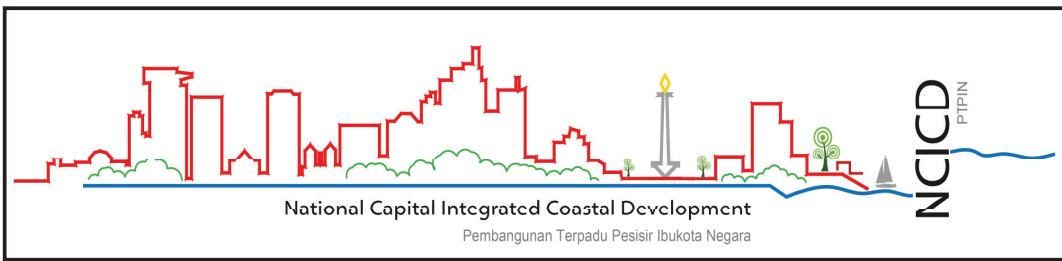 National Capital Integrated Coastal Development
Pembangunan Terpadu Pesisir Ibukota Negara
NCICD
PTPIN